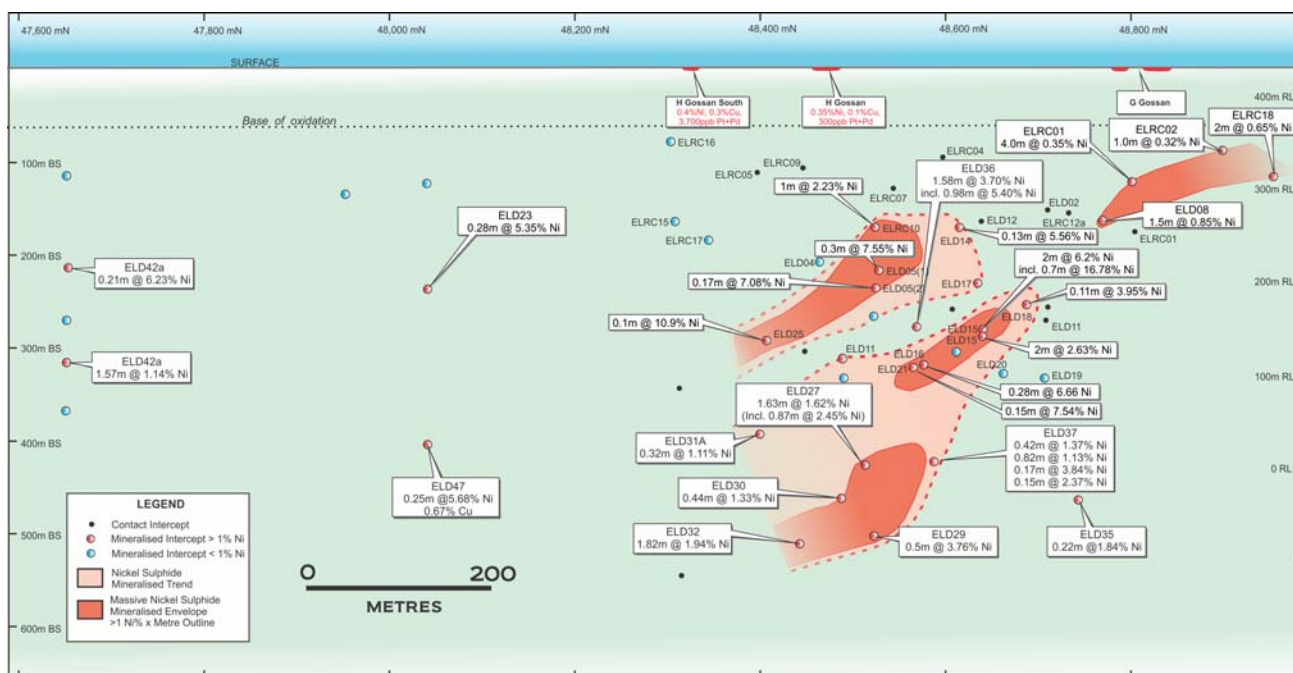 47,600 mN
47,800 mN
48,000 mN
48,200 mN
48,400 mN
48,600 mN
48,800 mN
SURFACE
H Gossan South
0.4%Ni, 0.3%Cu,
3,700ppb Pt+Pd
H Gossan
0.35%Ni, 0.1%Cu,
300ppb Pt+Pd
G Gossan
400m RL
Base of oxidation
ELRC18
2m @ 0.65% Ni
ELRC02
1.0m @ 0.32% Ni
ELRC01
4.0m @ 0.35% Ni
ELRC16
ELRC04
100m BS
ELRC09
ELRC05
ELD36
1.58m @ 3.70% Ni
incl. 0.98m @ 5.40% Ni
1m @ 2.23% Ni
ELRC07
300m RL
ELD02
ELRC12a
ELD08
1.5m @ 0.85% Ni
ELD23
0.28m @ 5.35% Ni
ELRC15
ELRC17
ELRC10
ELD12
ELD14
0.13m @ 5.56% Ni
ELRC01
0.3m @ 7.55% Ni
200m BS
ELD42a
0.21m @ 6.23% Ni
ELD04
ELD05(1)
0.17m @ 7.08% Ni
ELD05(2)
ELD17
2m @ 6.2% Ni
incl. 0.7m @ 16.78% Ni
200m RL
0.11m @ 3.95% Ni
0.1m @ 10.9% Ni
ELD25
ELD18
ELD15
ELD11
300m BS
ELD42a
1.57m @ 1.14% Ni
ELD11
ELD16
ELD15
2m @ 2.63% Ni
ELD21
ELD20
ELD19
100m RL
ELD27
1.63m @ 1.62% Ni
(Incl. 0.87m @ 2.45% Ni)
0.28m @ 6.66 Ni
0.15m @ 7.54% Ni
400m BS
ELD31A
0.32m @ 1.11% Ni
ELD37
0.42m @ 1.37% Ni
0.82m @ 1.13% Ni
0.17m @ 3.84% Ni
0.15m @ 2.37% Ni
0 RL
ELD47
0.25m @5.68% Ni
0.67% Cu
ELD30
0.44m @ 1.33% Ni
500m BS
ELD32
1.82m @ 1.94% Ni
ELD29
0.5m @ 3.76% Ni
ELD35
0.22m @1.84% Ni
600m BS
LEGEND
Contact Intercept
Mineralised Intercept > 1% Ni
Mineralised Intercept < 1% Ni
Nickel Sulphide
Mineralised Trend
Massive Nickel Sulphide
Mineralised Envelope
>1 Ni/% x Metre Outline
0
200
METRES